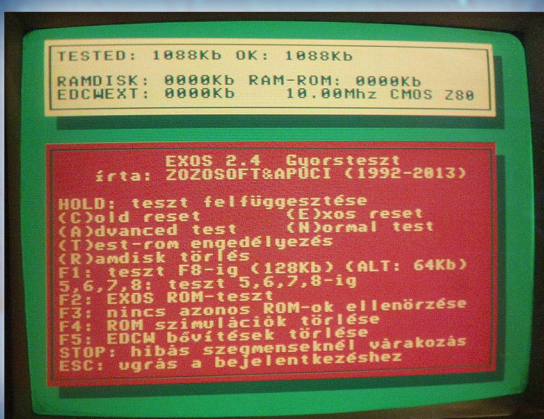 TESTED: 1088Kb OK: 1088Kb
RAMDISK: 0000Kb RAM-ROM: 0000Kb
EDCWEXT: 0000Kb 10.00Mhz CMOS Z80
EXOS 2.4 Gyorsteszt
írta: ZOZOSOFT&APUCI (1992-2013)
HOLD: teszt felfüggesztése
(C)old reset (E)xos reset
(A)dvanced test (N)ormal test
(T)est-rom engedélyezés
(R)amdisk törlés
F1: teszt F8-ig (128Kb) (ALT: 64Kb)
5,6,7,8: teszt 5,6,7,8-ig
F2: EXOS ROM-teszt
F3: nincs azonos ROM-ok ellenörzése
F4: ROM szimulációk törlése
F5: EDCW bővítések törlése
STOP: hibás szegmenseknél várakozás
ESC: ugrás a bejelentkezéshez